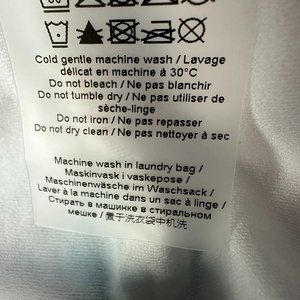 Cold gentle machine wash / Lavage
délicat en machine à 30°C
Do not bleach / Ne pas blanchir
Do not tumble dry / Ne pas utiliser de
sèche-linge
Do not iron / Ne pas repasser
Do not dry clean / Ne pas nettoyer à sec
Machine wash in laundry bag /
Maskinvask i vaskepose /
Maschinenwäsche im Waschsack /
Laver à la machine dans un sac à linge /
Стирать в машинке в стиральном
мешке / 置于洗衣袋中机洗